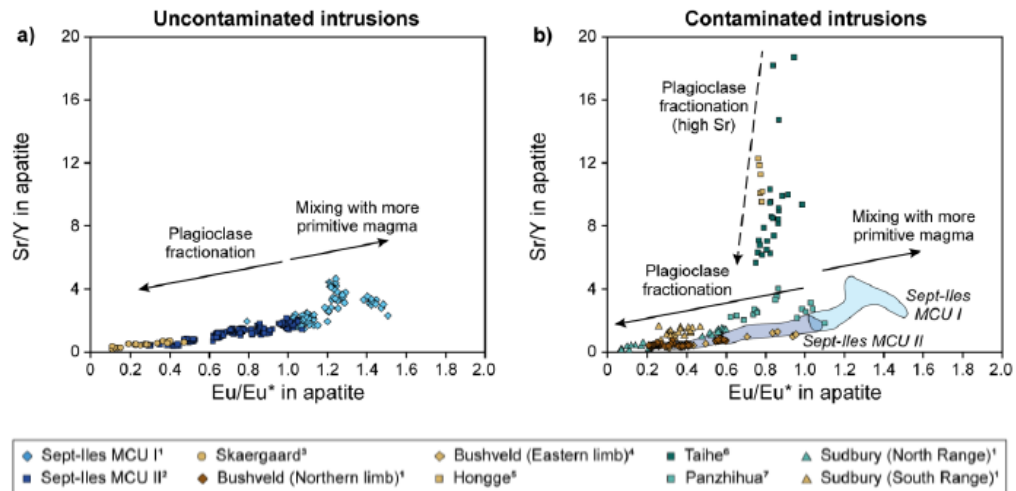 Uncontaminated intrusions
a)
20
16
12
8
4
0
Sr/Y in apatite
Mixing with more
primitive magma
Plagioclase
fractionation
0 0.2 0.4 0.6 0.8 1.0 1.2 1.4 1.6 1.8 2.0
Eu/Eu* in apatite
Contaminated intrusions
b)
20
16
12
8
4
0
Sr/Y in apatite
Plagioclase
fractionation
(high Sr)
Mixing with more
primitive magma
Plagioclase
fractionation
Sept-Iles
MCU I
Sept-Iles MCU II
0 0.2 0.4 0.6 0.8 1.0 1.2 1.4 1.6 1.8 2.0
Eu/Eu* in apatite
Sept-Iles MCU I¹ Skaergaard³ Bushveld (Eastern limb)⁴ Taihe⁶ Sudbury (North Range)¹
Sept-Iles MCU II² Bushveld (Northern limb)¹ Hongge⁵ Panzhihua⁷ Sudbury (South Range)¹